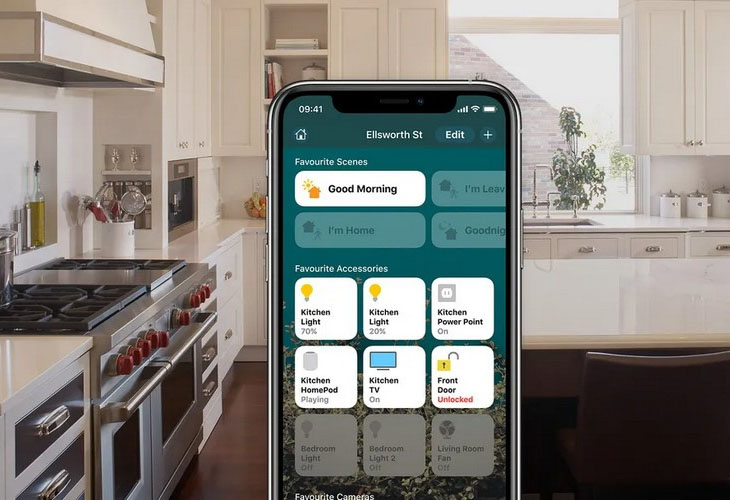 09:41
Ellsworth St Edit +
Favourite Scenes
Good Morning
I'm Leav
I'm Home
Goodnig
Favourite Accessories
Kitchen
Light
70%
Kitchen
Light
20%
Kitchen
Power Point
On
Kitchen
HomePod
Playing
Kitchen
TV
On
Front
Door
Unlocked
Bedroom
Light
Off
Bedroom
Light 2
Off
Living Room
Fan
Off
Favourite Cameras